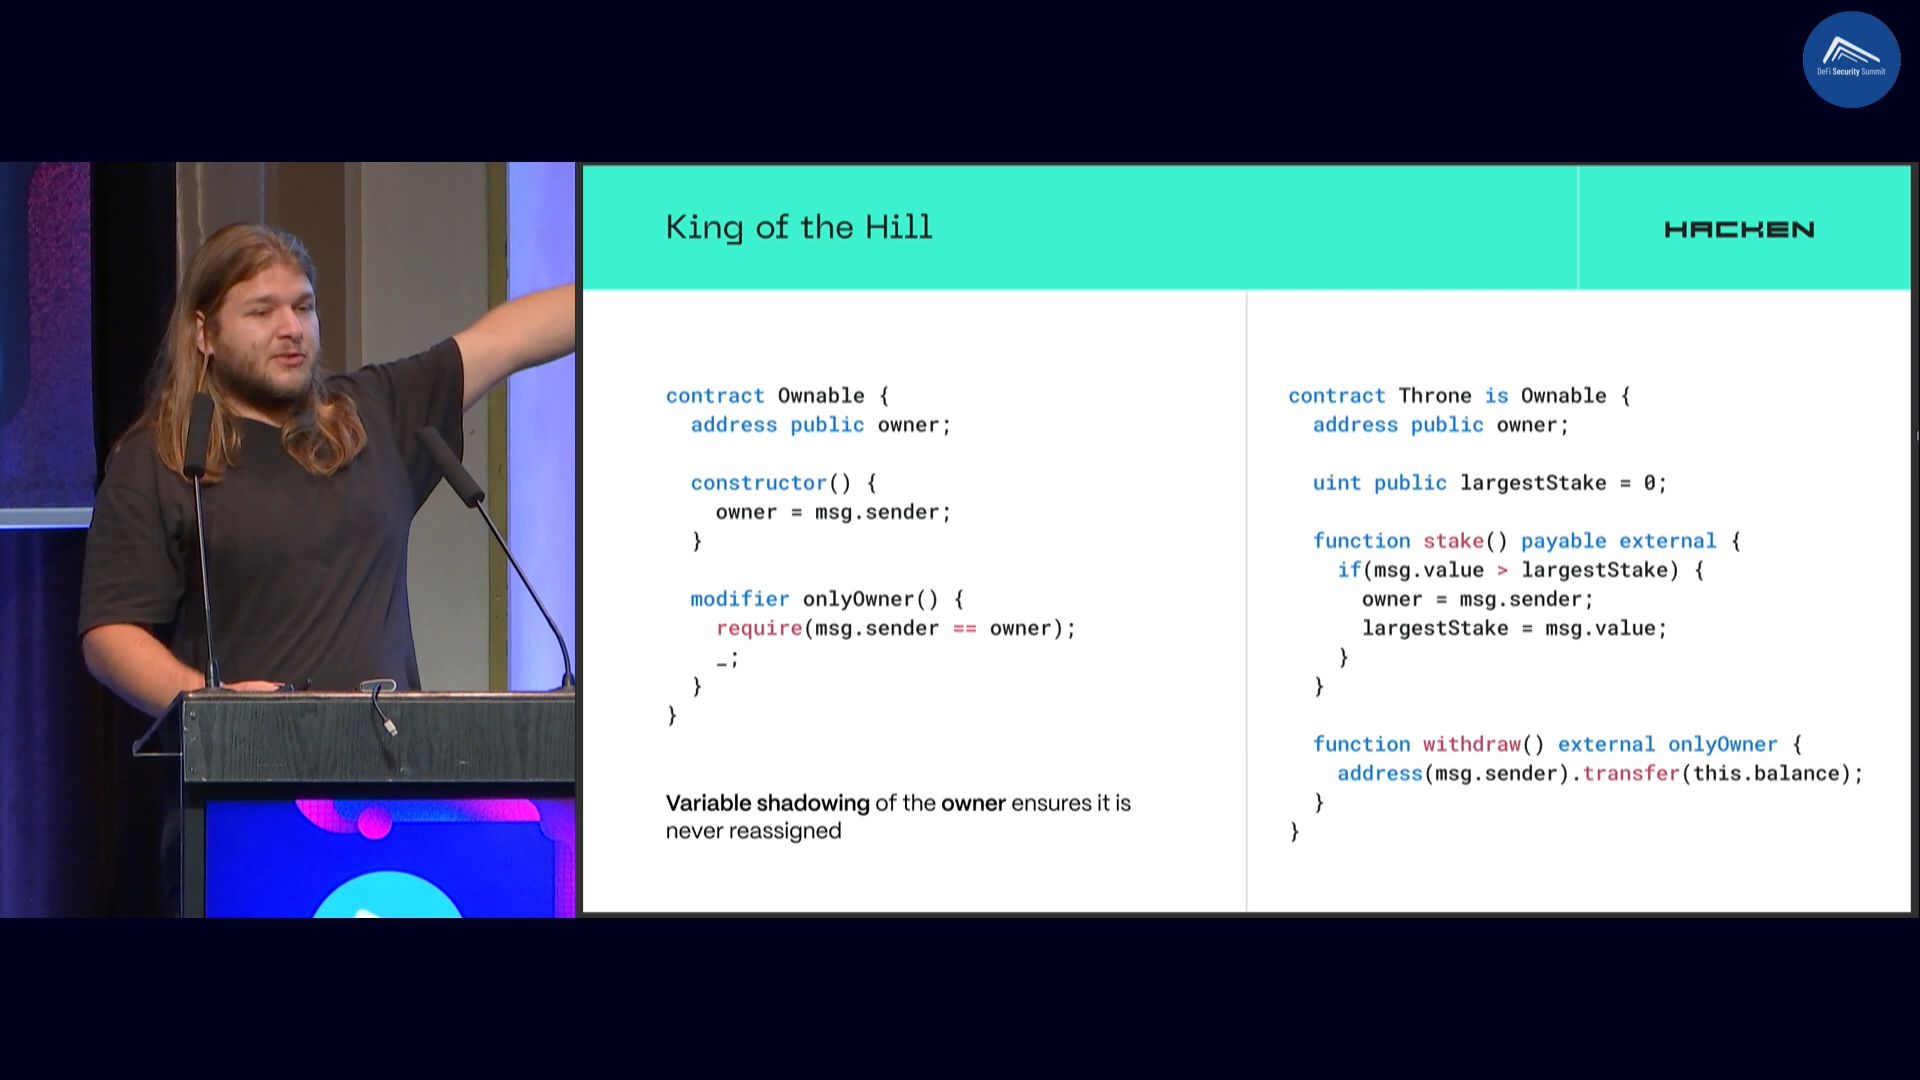 DeFi Security Summit
King of the Hill
HACKEN
contract Ownable {
address public owner;
constructor() {
owner = msg.sender;
}
modifier onlyOwner() {
require(msg.sender == owner);
_;
}
}
Variable shadowing of the owner ensures it is
never reassigned
contract Throne is Ownable {
address public owner;
uint public largestStake = 0;
function stake() payable external {
if(msg.value > largestStake) {
owner = msg.sender;
largestStake = msg.value;
}
}
function withdraw() external onlyOwner {
address(msg.sender).transfer(this.balance);
}
}